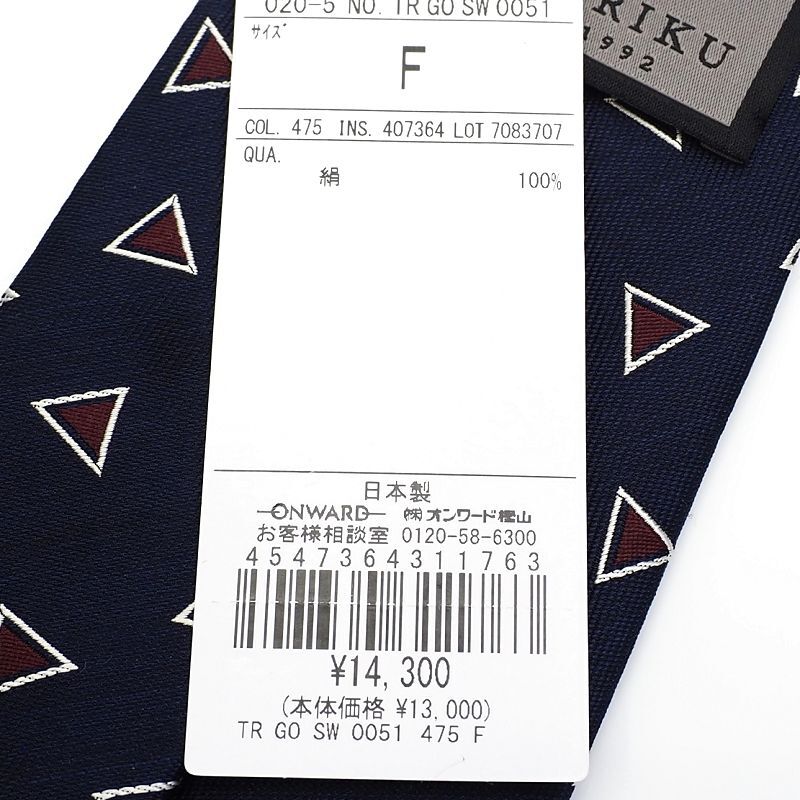 020-5 NO. TR GO SW 0051
RIKU
1992
サイズ
F
COL. 475 INS. 407364 LOT 7083707
QUA.
絹 100%
日本製
ONWARD ㈱オンワード樫山
お客様相談室 0120-58-6300
4547364311763
¥14,300
(本体価格 ¥13,000)
TR GO SW 0051 475 F